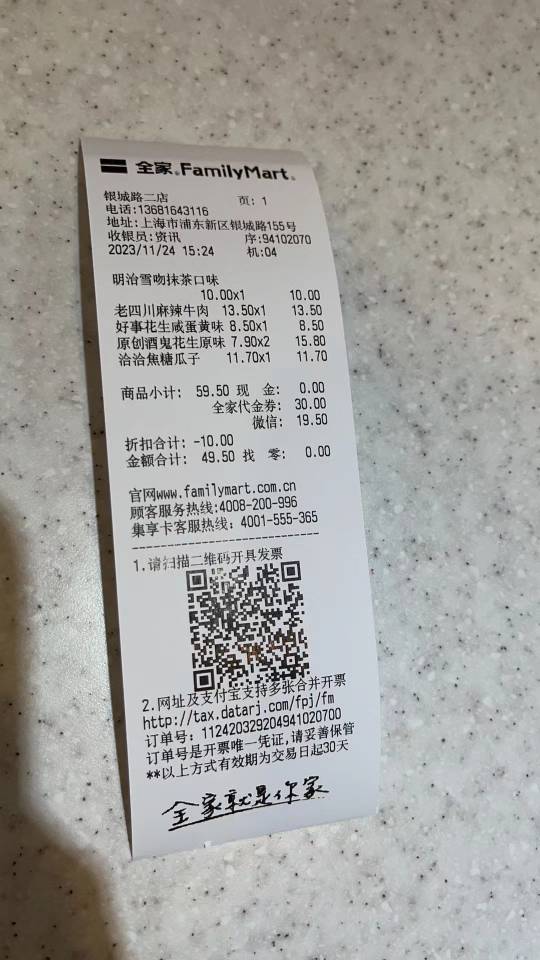 全家®FamilyMart®
银城路二店 页: 1
电话:13681643116
地址:上海市浦东新区银城路155号
收银员:资讯 序:94102070
2023/11/24 15:24 机:04
明治雪吻抹茶口味
10.00x1 10.00
老四川麻辣牛肉 13.50x1 13.50
好事花生咸蛋黄味 8.50x1 8.50
原创酒鬼花生原味 7.90x2 15.80
洽洽焦糖瓜子 11.70x1 11.70
商品小计: 59.50 现 金: 0.00
全家代金券: 30.00
微信: 19.50
折扣合计: -10.00
金额合计: 49.50 找 零: 0.00
官网www.familymart.com.cn
顾客服务热线:4008-200-996
集享卡客服热线: 4001-555-365
----------------------------
1.请扫描二维码开具发票
2.网址及支付宝支持多张合并开票
http://tax.datarj.com/fpj/fm
订单号: 11242032920494102​0700
订单号是开票唯一凭证,请妥善保管
**以上方式有效期为交易日起30天
全家就是你家